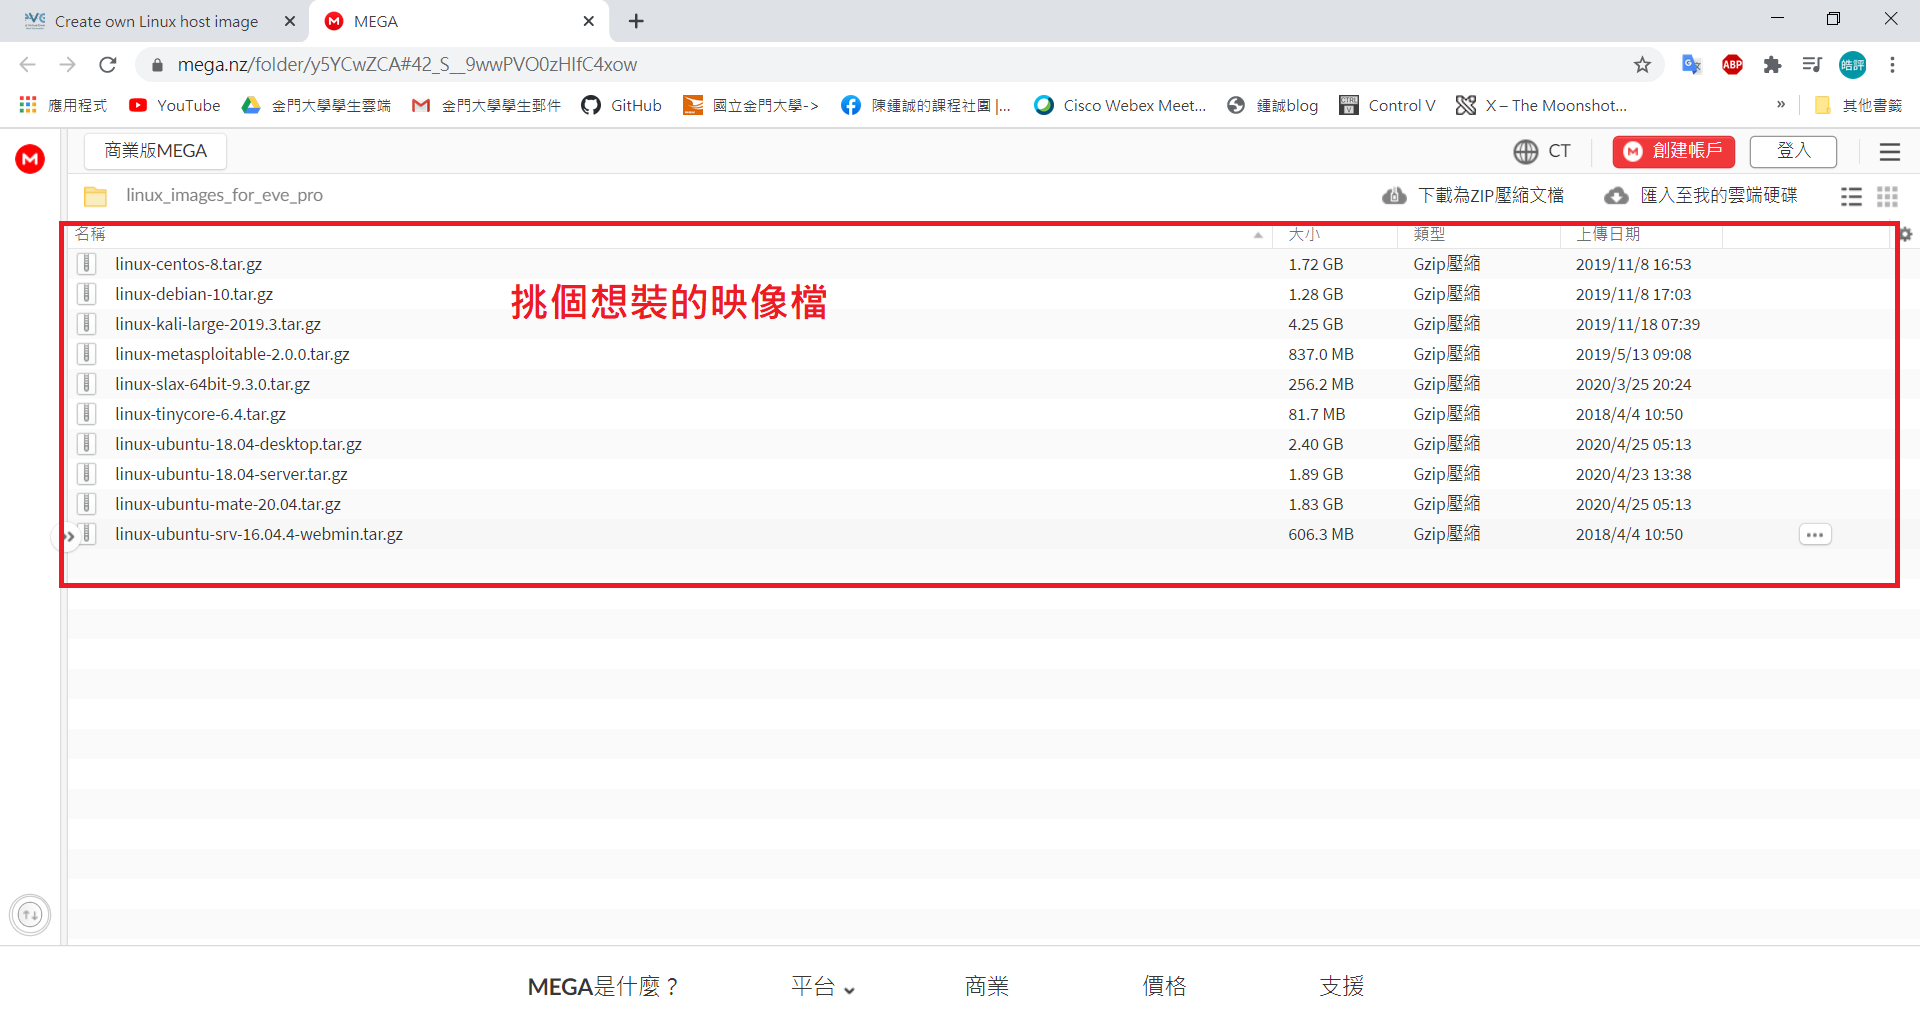 Create own Linux host image
MEGA
mega.nz/folder/y5YCwZCA#42_S__9wwPVO0zHIfC4xow
ABP
皓評
應用程式
YouTube
金門大學學生雲端
金門大學學生郵件
GitHub
國立金門大學->
陳鍾誠的課程社團 |...
Cisco Webex Meet...
鍾誠blog
Control V
X – The Moonshot...
»
其他書籤
商業版MEGA
CT
創建帳戶
登入
linux_images_for_eve_pro
下載為ZIP壓縮文檔
匯入至我的雲端硬碟
名稱 大小 類型 上傳日期
linux-centos-8.tar.gz 1.72 GB Gzip壓縮 2019/11/8 16:53
linux-debian-10.tar.gz 1.28 GB Gzip壓縮 2019/11/8 17:03
挑個想裝的映像檔
linux-kali-large-2019.3.tar.gz 4.25 GB Gzip壓縮 2019/11/18 07:39
linux-metasploitable-2.0.0.tar.gz 837.0 MB Gzip壓縮 2019/5/13 09:08
linux-slax-64bit-9.3.0.tar.gz 256.2 MB Gzip壓縮 2020/3/25 20:24
linux-tinycore-6.4.tar.gz 81.7 MB Gzip壓縮 2018/4/4 10:50
linux-ubuntu-18.04-desktop.tar.gz 2.40 GB Gzip壓縮 2020/4/25 05:13
linux-ubuntu-18.04-server.tar.gz 1.89 GB Gzip壓縮 2020/4/23 13:38
linux-ubuntu-mate-20.04.tar.gz 1.83 GB Gzip壓縮 2020/4/25 05:13
linux-ubuntu-srv-16.04.4-webmin.tar.gz 606.3 MB Gzip壓縮 2018/4/4 10:50
MEGA是什麼？
平台
商業
價格
支援